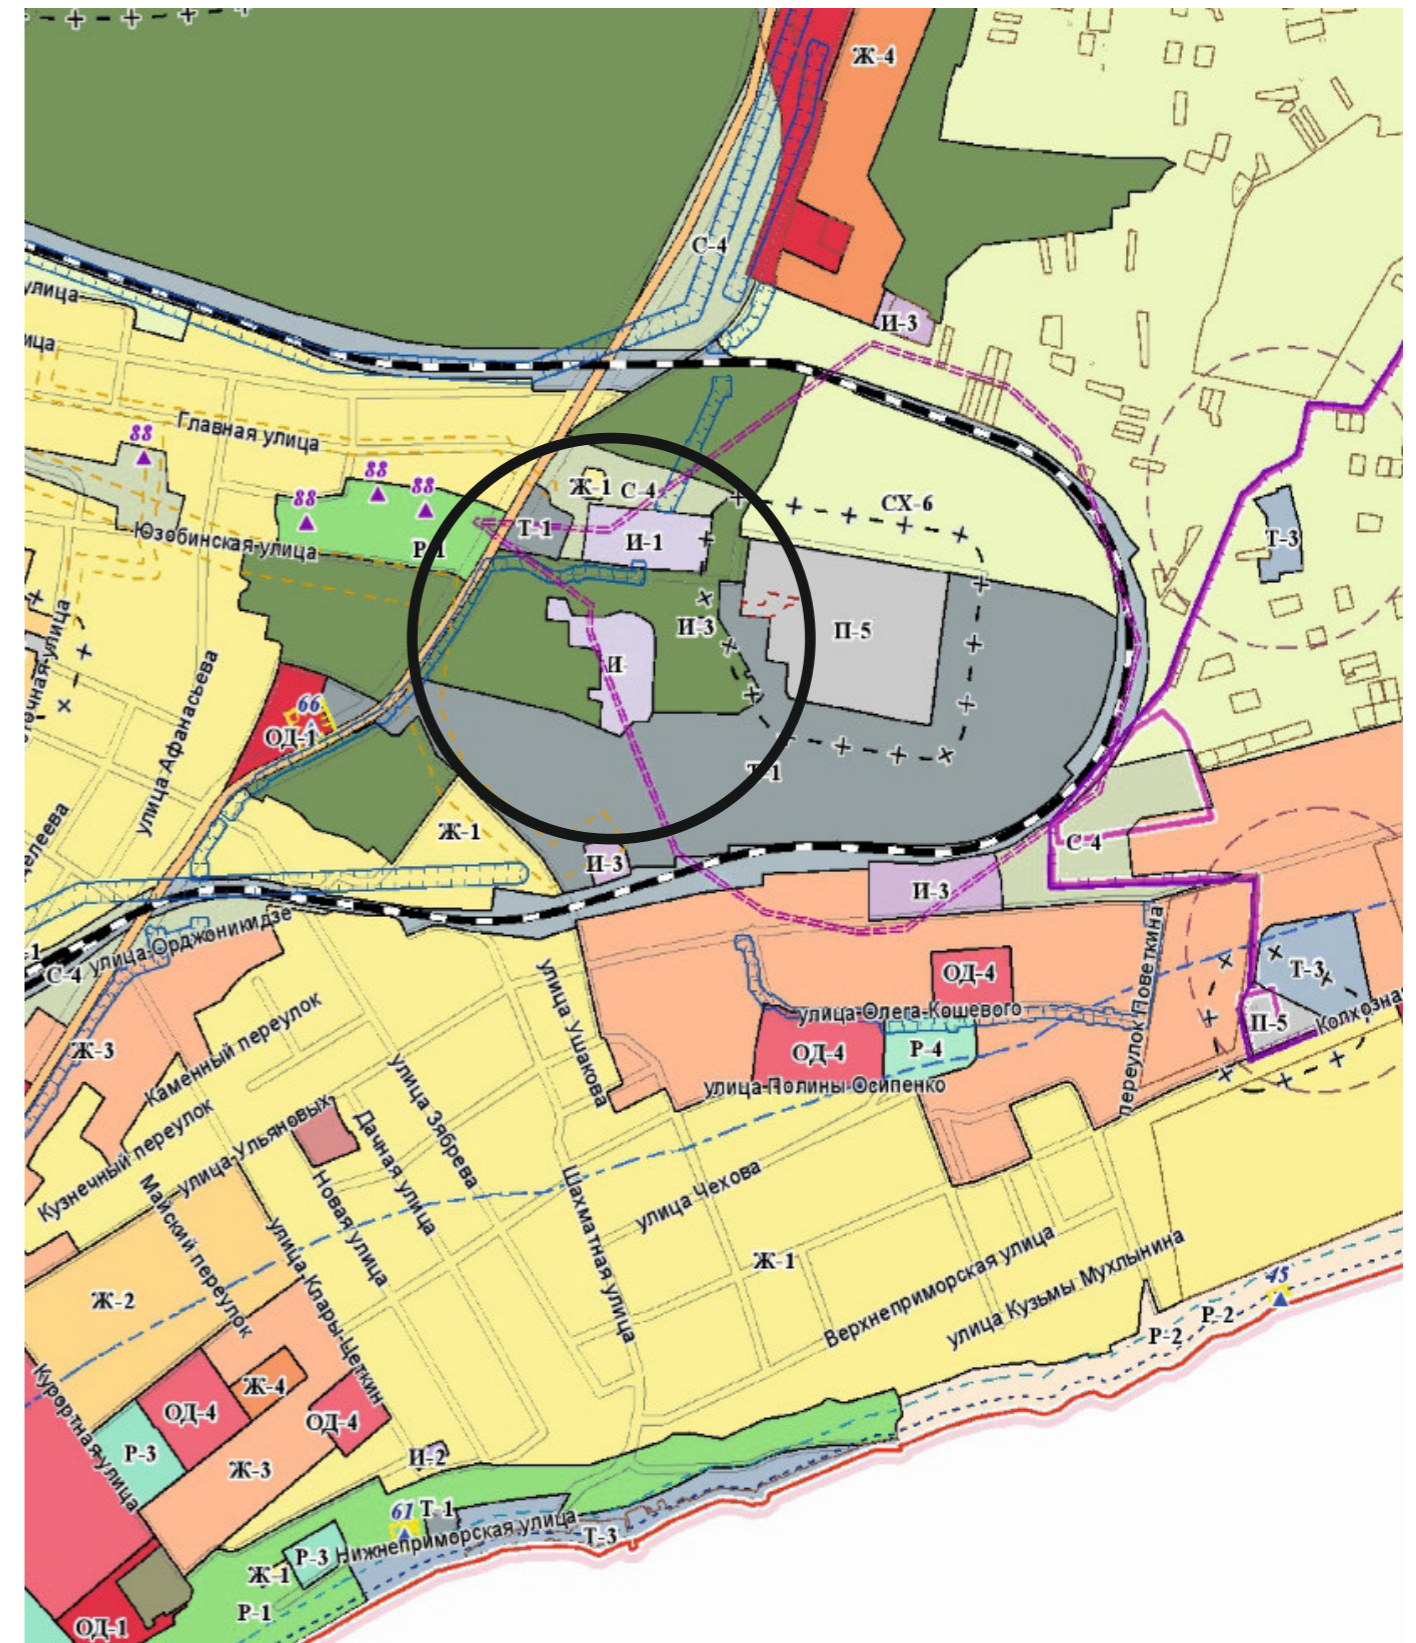 Ж-4
С-4
улица
И-3
ица
Главная улица
88
88
88
88
Ж-1
С-4
СХ-6
Т-1
Т-3
Юзобинская улица
И-1
И-3
П-5
И-
улица Афанасьева
66
ОД-1
Т-1
Ж-1
С-4
И-3
И-3
-1
С-4
улица Орджоникидзе
ОД-4
Т-3
улица Ушакова
переулок Поветкина
улица Олега Кошевого
П-5
Колхозная
Ж-3
Каменный переулок
ОД-4
Р-4
улица Полины Осипенко
улица Зябрева
Кузнечный переулок
улица Ульяновых
Дачная улица
Майский переулок
Новая улица
Шахматная улица
улица Чехова
улица Клары Цеткин
Ж-1
Верхнеприморская улица
улица Кузьмы Мухлынина
45
Р-2
Р-2
Ж-2
Курортная улица
Ж-4
ОД-4
ОД-4
Р-3
Ж-3
И-2
61
Т-1
Нижнеприморская улица
Т-3
Р-3
Ж-1
Р-1
ОД-1